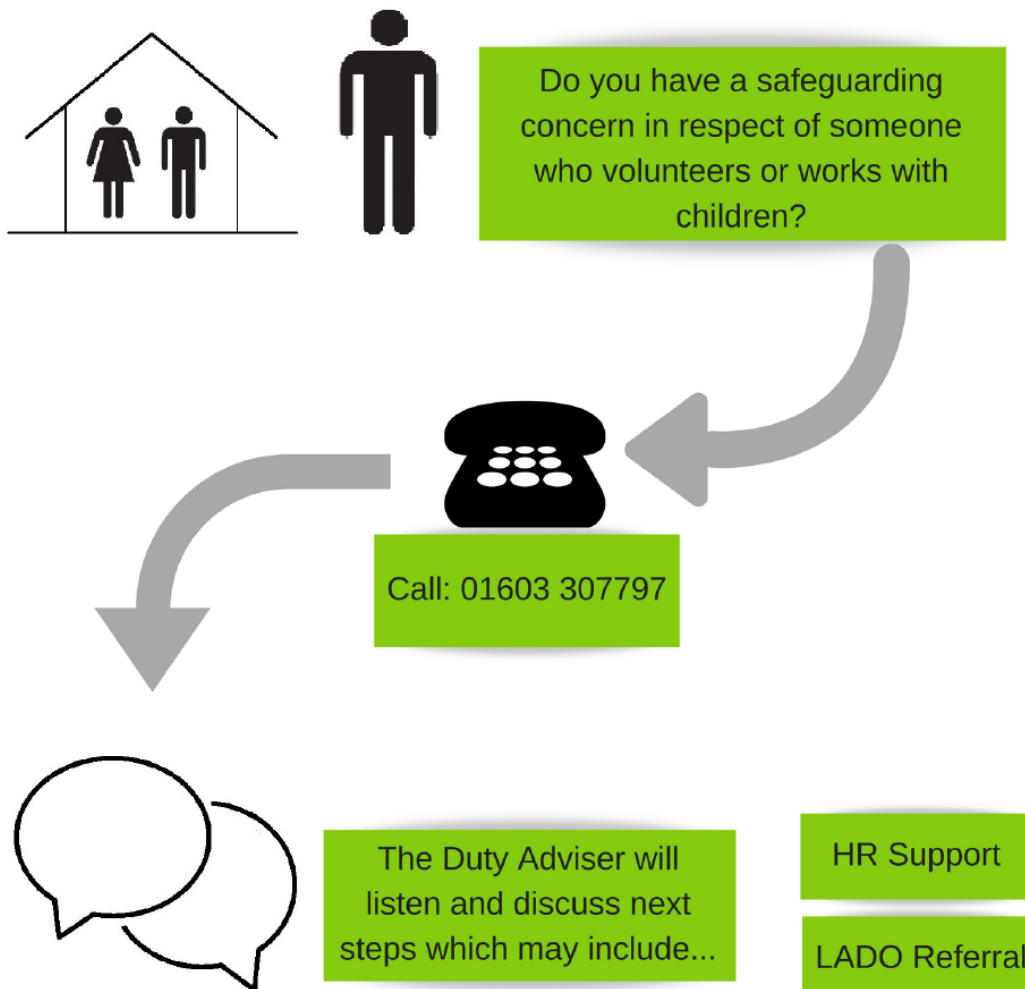 Do you have a safeguarding
concern in respect of someone
who volunteers or works with
children?
Call: 01603 307797
The Duty Adviser will
listen and discuss next
steps which may include...
HR Support
LADO Referral